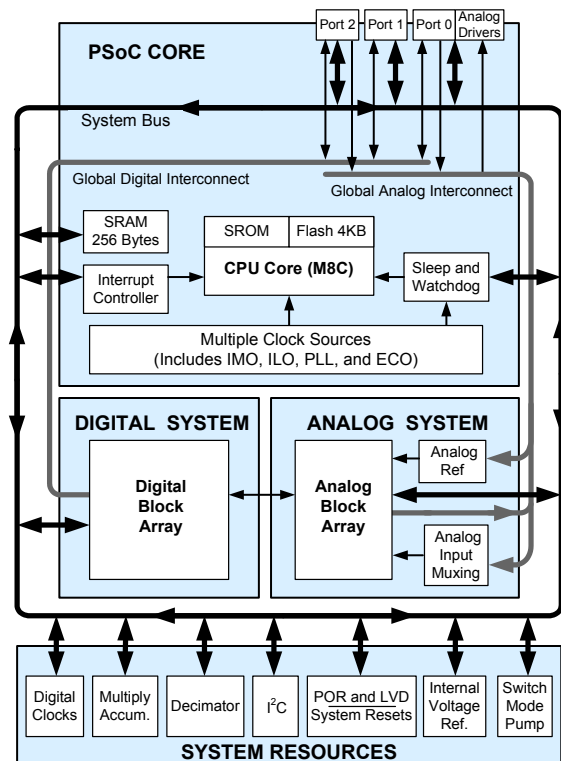 Port 2 Port 1 Port 0 Analog
Drivers
PSoC CORE
System Bus
Global Digital Interconnect
Global Analog Interconnect
SRAM
256 Bytes
SROM Flash 4KB
CPU Core (M8C)
Interrupt
Controller
Sleep and
Watchdog
Multiple Clock Sources
(Includes IMO, ILO, PLL, and ECO)
DIGITAL SYSTEM
Digital
Block
Array
ANALOG SYSTEM
Analog
Block
Array
Analog
Ref
Analog
Input
Muxing
Digital
Clocks
Multiply
Accum.
Decimator
I²C
POR and LVD
System Resets
Internal
Voltage
Ref.
Switch
Mode
Pump
SYSTEM RESOURCES